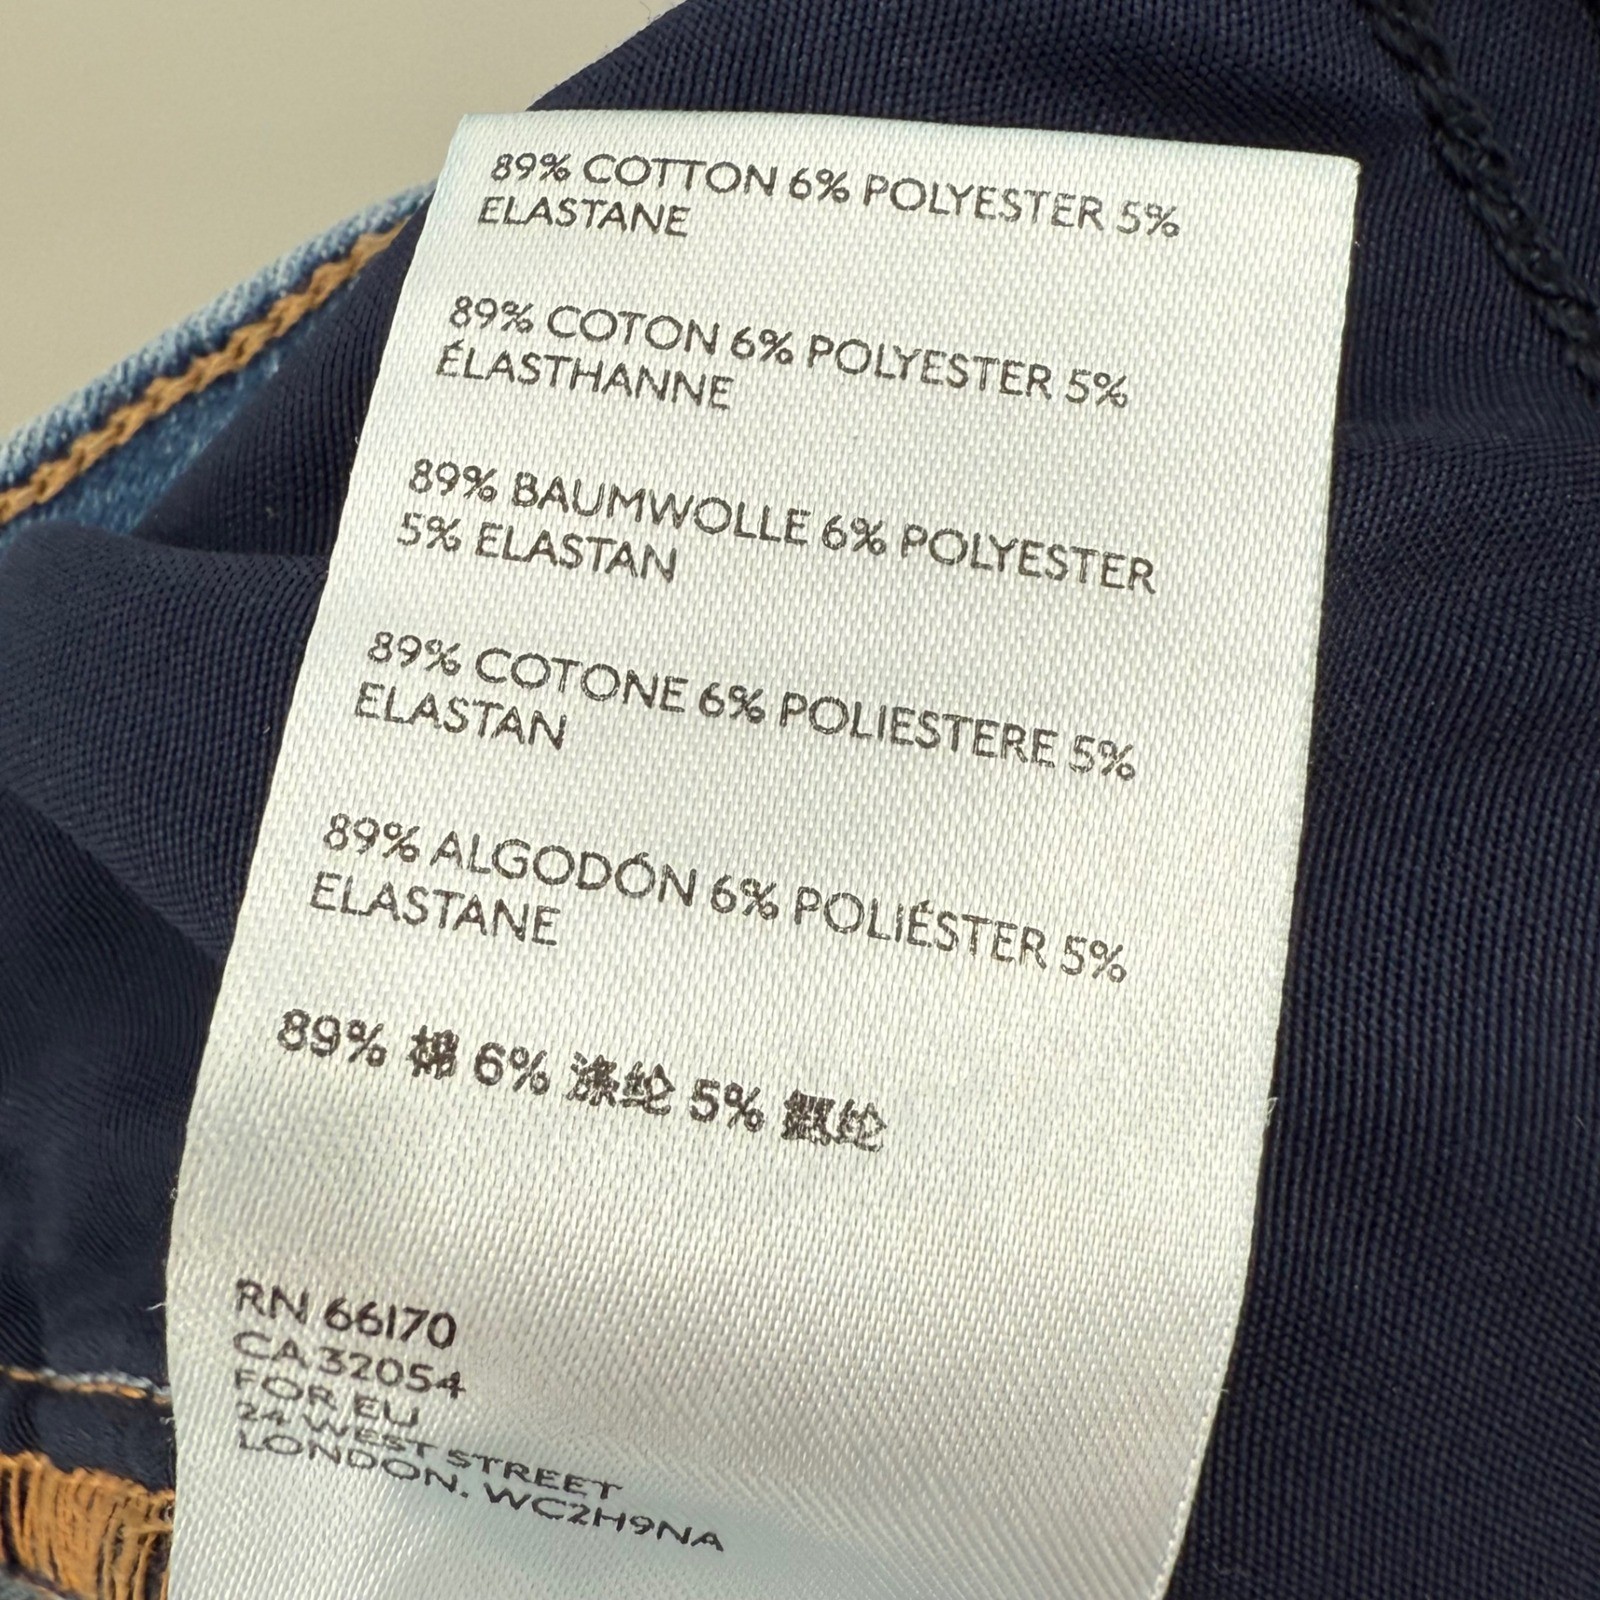 89% COTTON 6% POLYESTER 5%
ELASTANE
89% COTON 6% POLYESTER 5%
ÉLASTHANNE
89% BAUMWOLLE 6% POLYESTER
5% ELASTAN
89% COTONE 6% POLIESTERE 5%
ELASTAN
89% ALGODÓN 6% POLIÉSTER 5%
ELASTANE
89% 棉 6% 涤纶 5% 氨纶
RN 66170
CA 32054
FOR EU
24 WEST STREET
LONDON. WC2H9NA